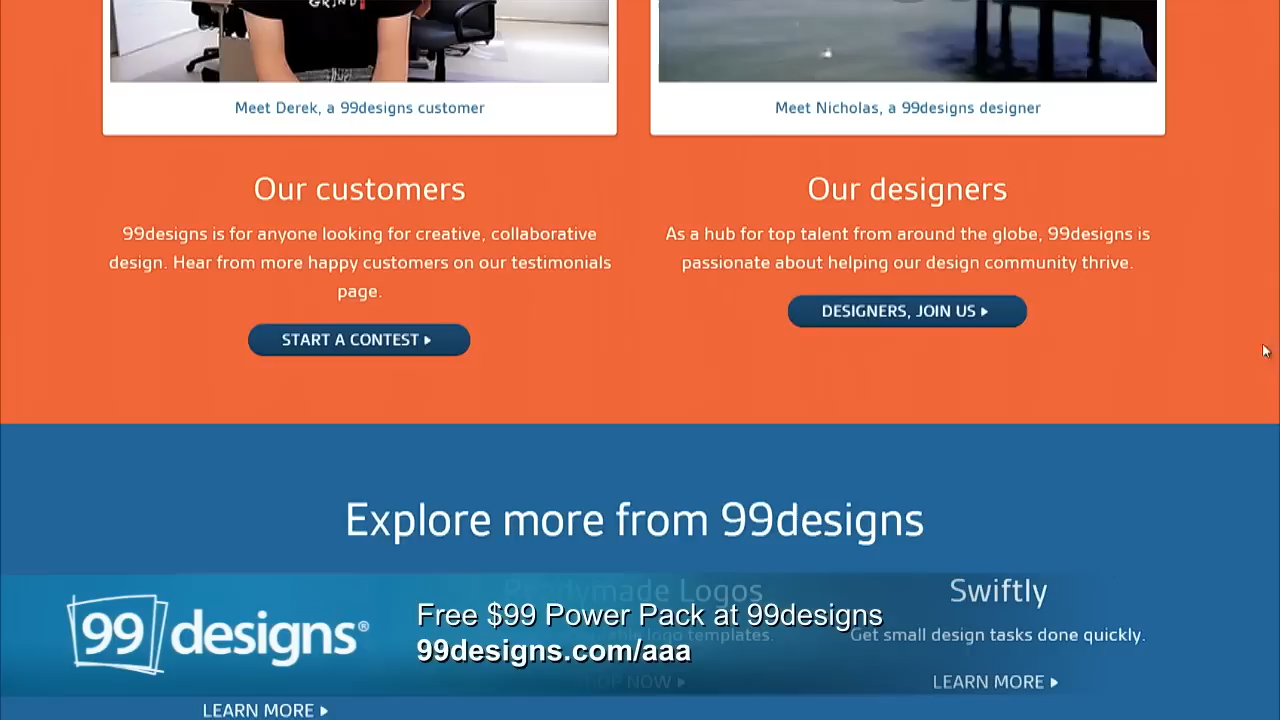 GRIND
Meet Derek, a 99designs customer
Meet Nicholas, a 99designs designer
Our customers
99designs is for anyone looking for creative, collaborative
design. Hear from more happy customers on our testimonials
page.
START A CONTEST
Our designers
As a hub for top talent from around the globe, 99designs is
passionate about helping our design community thrive.
DESIGNERS, JOIN US
Explore more from 99designs
Readymade Logos
logo templates.
NOW
Swiftly
Get small design tasks done quickly.
LEARN MORE
99designs®
Free $99 Power Pack at 99designs
99designs.com/aaa
LEARN MORE